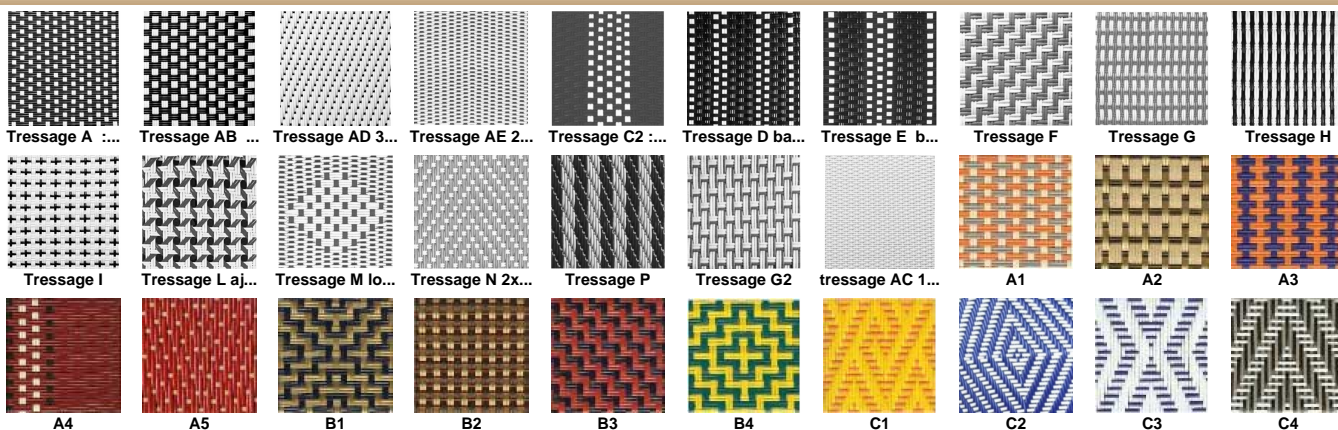 Tressage A :... Tressage AB ... Tressage AD 3... Tressage AE 2... Tressage C2 :... Tressage D ba... Tressage E b... Tressage F Tressage G Tressage H
Tressage I Tressage L aj... Tressage M lo... Tressage N 2x... Tressage P Tressage G2 tressage AC 1... A1 A2 A3
A4 A5 B1 B2 B3 B4 C1 C2 C3 C4